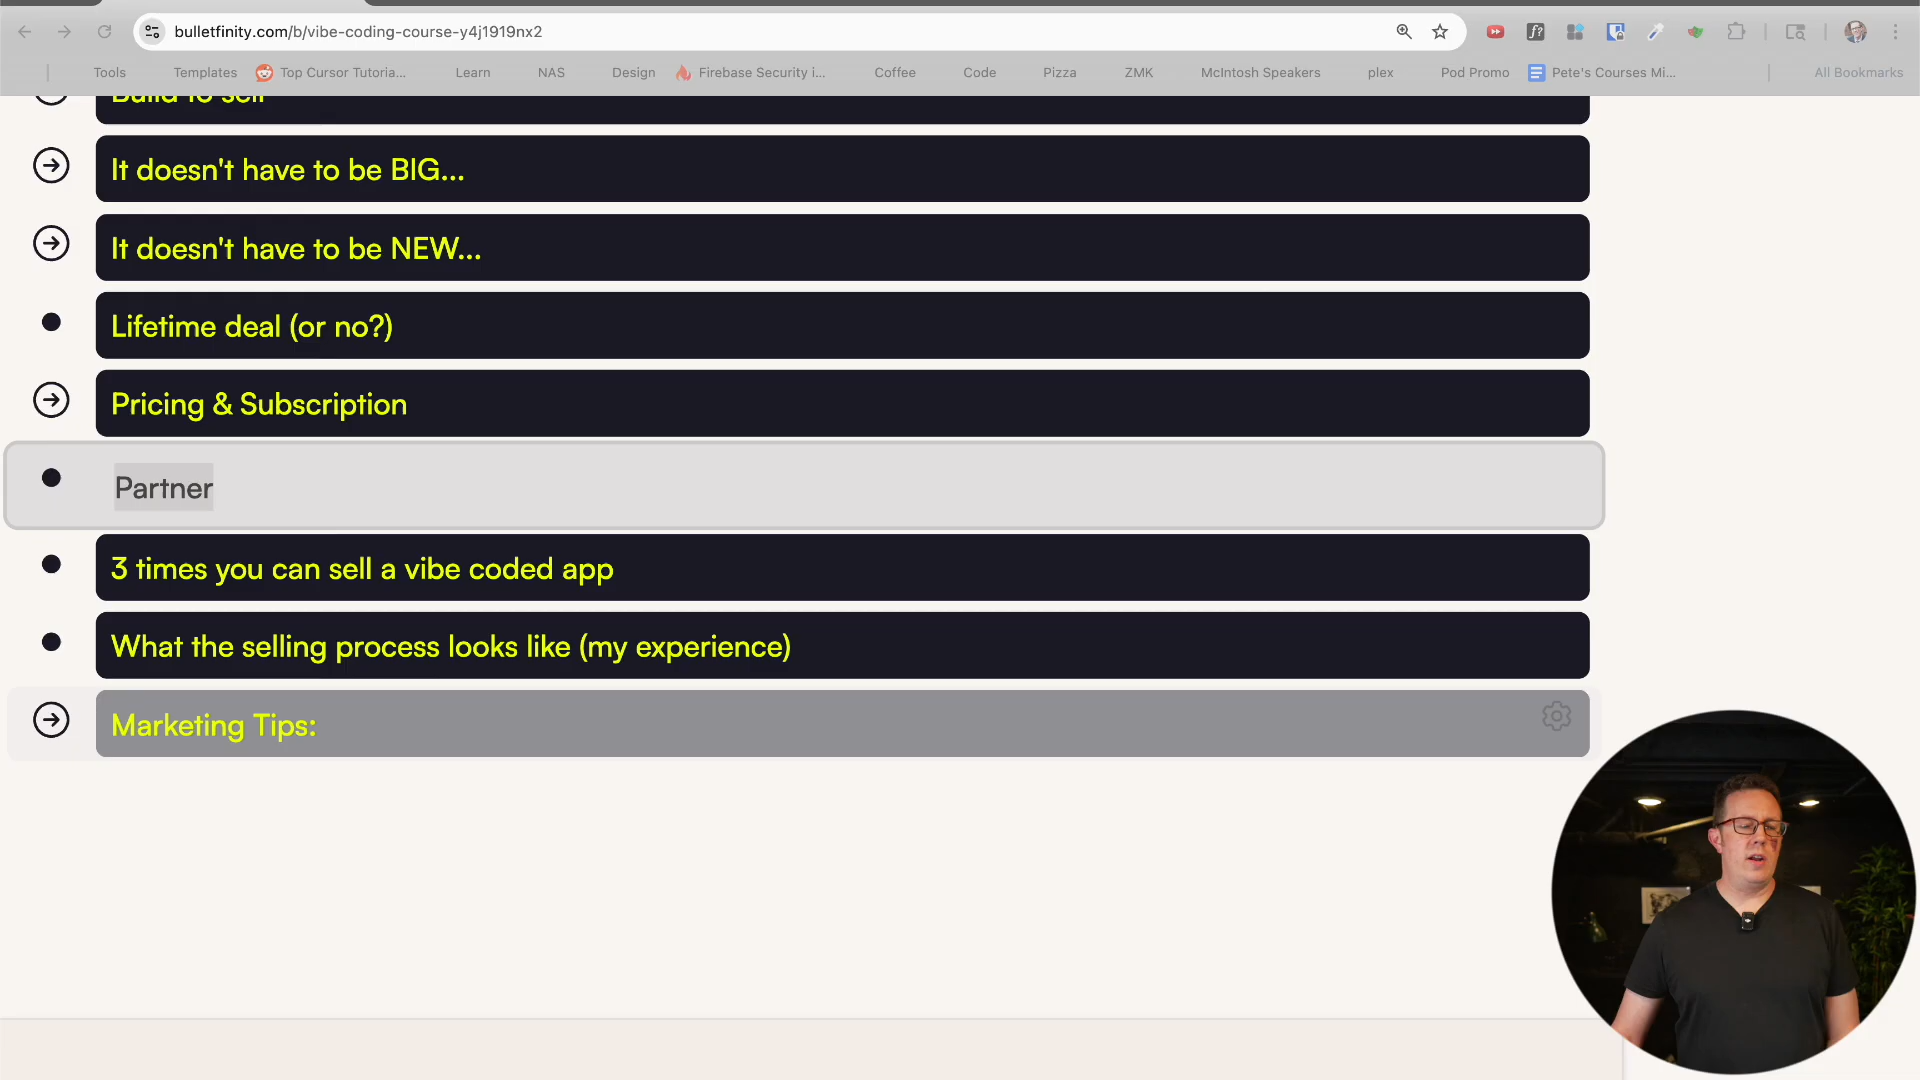 bulletfinity.com/b/vibe-coding-course-y4j1919nx2
Tools Templates Top Cursor Tutoria... Learn NAS Design Firebase Security i... Coffee Code Pizza ZMK McIntosh Speakers plex Pod Promo Pete's Courses Mi... All Bookmarks
Build to sell
It doesn't have to be BIG...
It doesn't have to be NEW...
Lifetime deal (or no?)
Pricing & Subscription
Partner
3 times you can sell a vibe coded app
What the selling process looks like (my experience)
Marketing Tips: